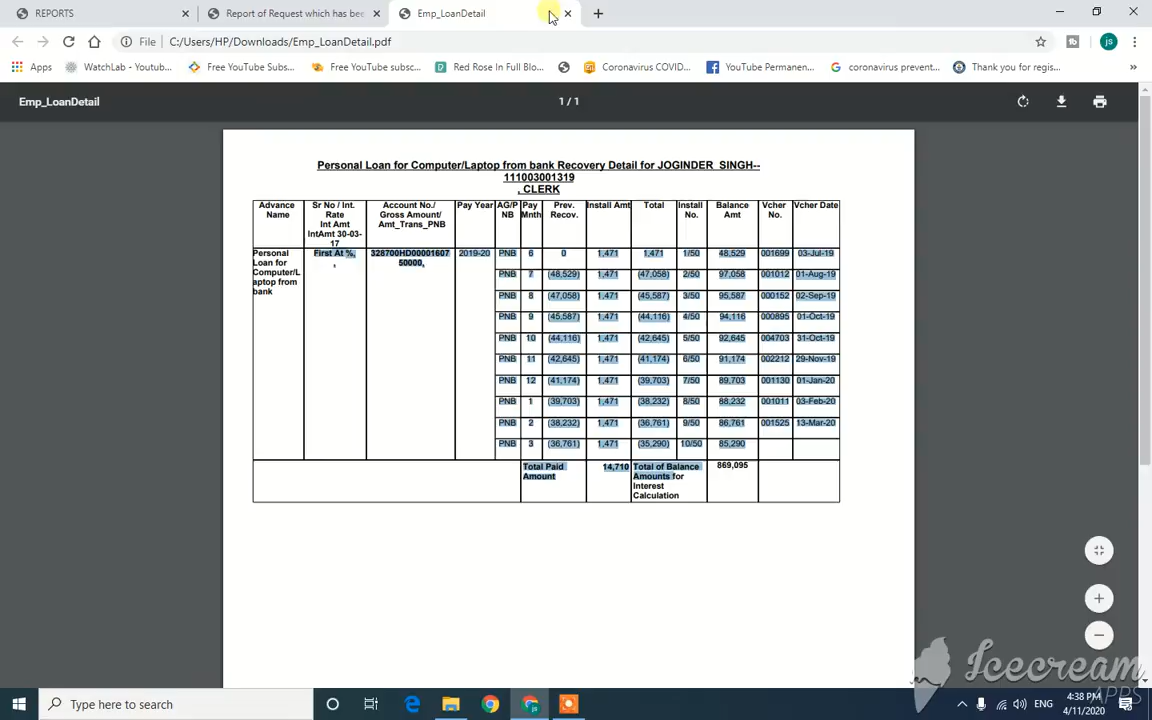 REPORTS
Report of Request which has bee
Emp_LoanDetail
File
C:/Users/HP/Downloads/Emp_LoanDetail.pdf
js
Apps
WatchLab - Youtub...
Free YouTube Subs...
Free YouTube subsc...
Red Rose In Full Blo...
Coronavirus COVID...
YouTube Permanen...
coronavirus prevent...
Thank you for regis...
»
Emp_LoanDetail
1 / 1
Personal Loan for Computer/Laptop from bank Recovery Detail for JOGINDER SINGH--
111003001319
, CLERK
Advance Name
Sr No / Int. Rate Int Amt IntAmt 30-03-17
Account No./ Gross Amount/ Amt_Trans_PNB
Pay Year
AG/PNB
Pay Mnth
Prev. Recov.
Install Amt
Total
Install No.
Balance Amt
Vcher No.
Vcher Date
Personal Loan for Computer/Laptop from bank
First At %, ,
328700HD00001607 50000,
2019-20
PNB 6 0 1,471 1,471 1/50 48,529 001699 03-Jul-19
PNB 7 (48,529) 1,471 (47,058) 2/50 97,058 001012 01-Aug-19
PNB 8 (47,058) 1,471 (45,587) 3/50 95,587 000152 02-Sep-19
PNB 9 (45,587) 1,471 (44,116) 4/50 94,116 000895 01-Oct-19
PNB 10 (44,116) 1,471 (42,645) 5/50 92,645 004703 31-Oct-19
PNB 11 (42,645) 1,471 (41,174) 6/50 91,174 002212 29-Nov-19
PNB 12 (41,174) 1,471 (39,703) 7/50 89,703 001130 01-Jan-20
PNB 1 (39,703) 1,471 (38,232) 8/50 88,232 001011 03-Feb-20
PNB 2 (38,232) 1,471 (36,761) 9/50 86,761 001525 13-Mar-20
PNB 3 (36,761) 1,471 (35,290) 10/50 85,290
Total Paid Amount
14,710
Total of Balance Amounts for Interest Calculation
869,095
Icecream
APPS
Type here to search
ENG
4:38 PM
4/11/2020